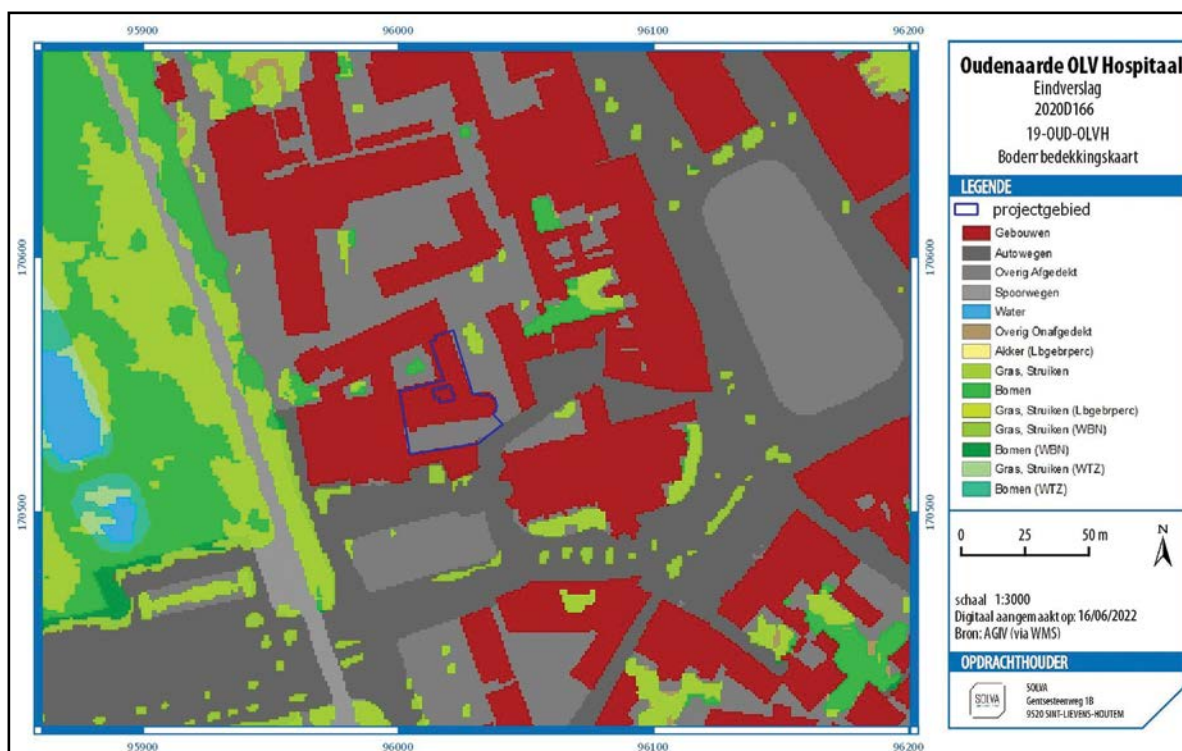 95900 96000 96100 96200
170600 170600
170500 170500
95900 96000 96100 96200
Oudenaarde OLV Hospitaal
Eindverslag
2020D166
19-OUD-OLVH
Bodembedekkingskaart
LEGENDE
projectgebied
Gebouwen
Autowegen
Overig Afgedekt
Spoorwegen
Water
Overig Onafgedekt
Akker (Lbgebrperc)
Gras, Struiken
Bomen
Gras, Struiken (Lbgebrperc)
Gras, Struiken (WBN)
Bomen (WBN)
Gras, Struiken (WTZ)
Bomen (WTZ)
0 25 50 m
N
schaal 1:3000
Digitaal aangemaakt op: 16/06/2022
Bron: AGIV (via WMS)
OPDRACHTHOUDER
SOLVA
SOLVA
Gentsesteenweg 1B
9520 SINT-LIEVENS-HOUTEM